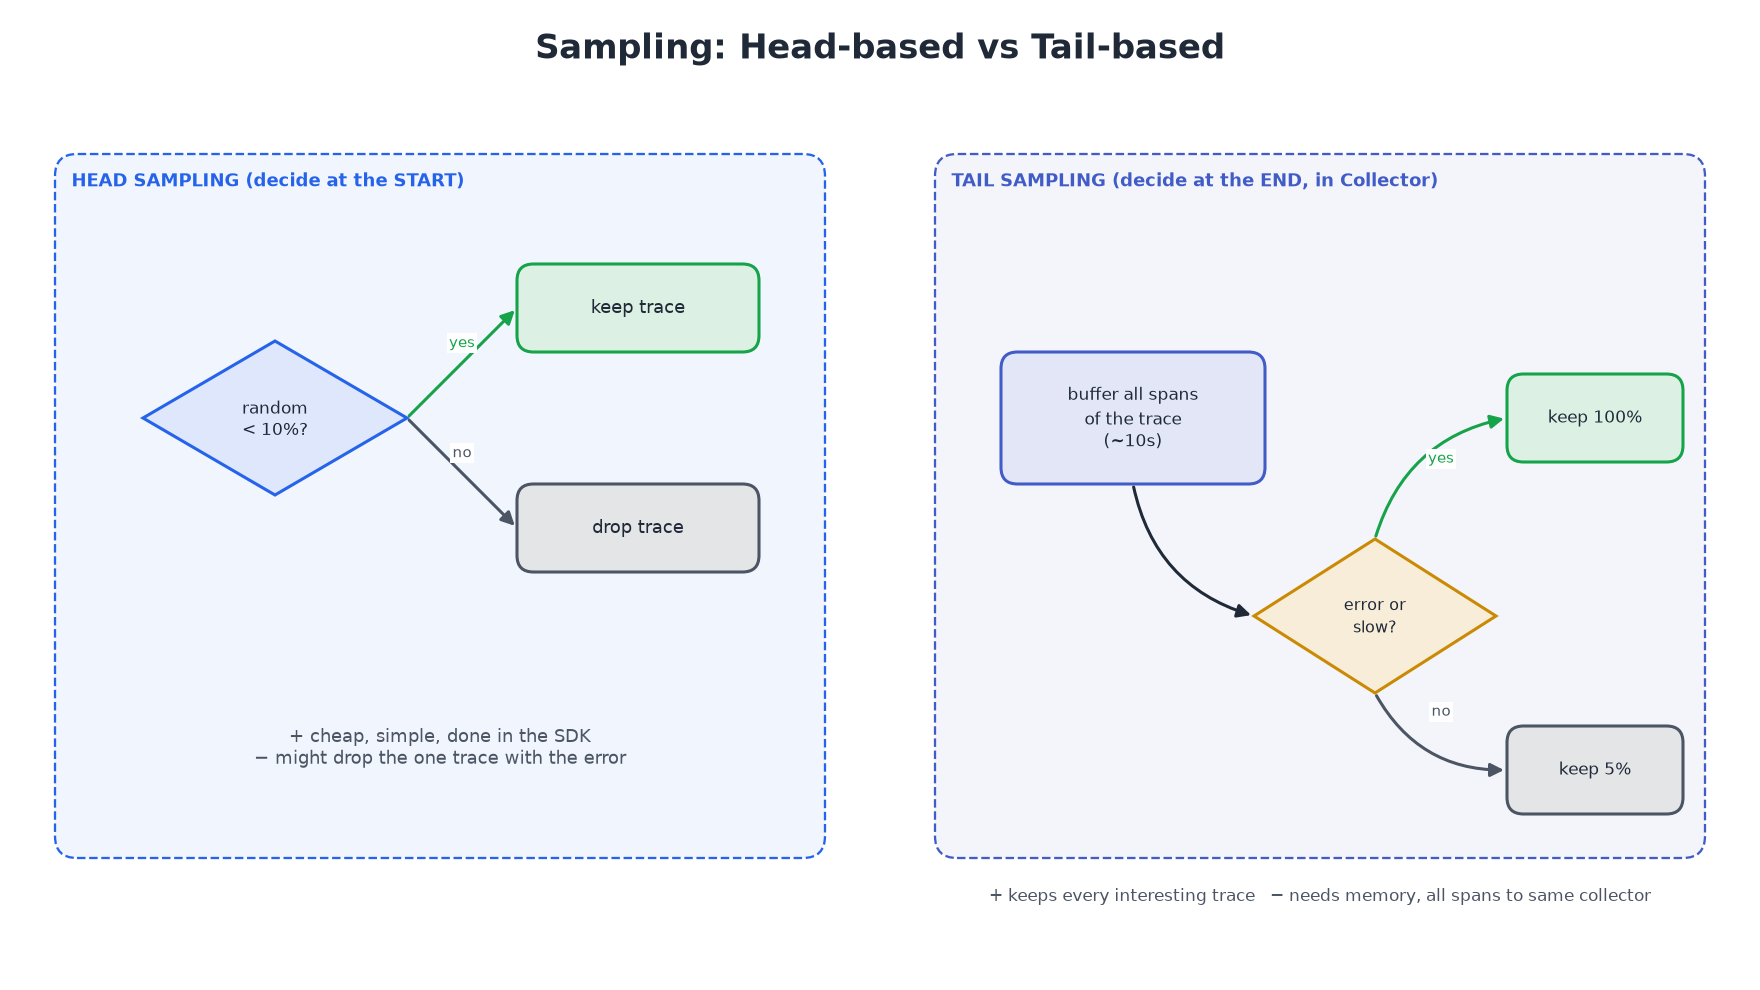 Sampling: Head-based vs Tail-based
HEAD SAMPLING (decide at the START)
random
< 10%?
yes
no
keep trace
drop trace
+ cheap, simple, done in the SDK
− might drop the one trace with the error
TAIL SAMPLING (decide at the END, in Collector)
buffer all spans
of the trace
(~10s)
error or
slow?
yes
no
keep 100%
keep 5%
+ keeps every interesting trace   − needs memory, all spans to same collector